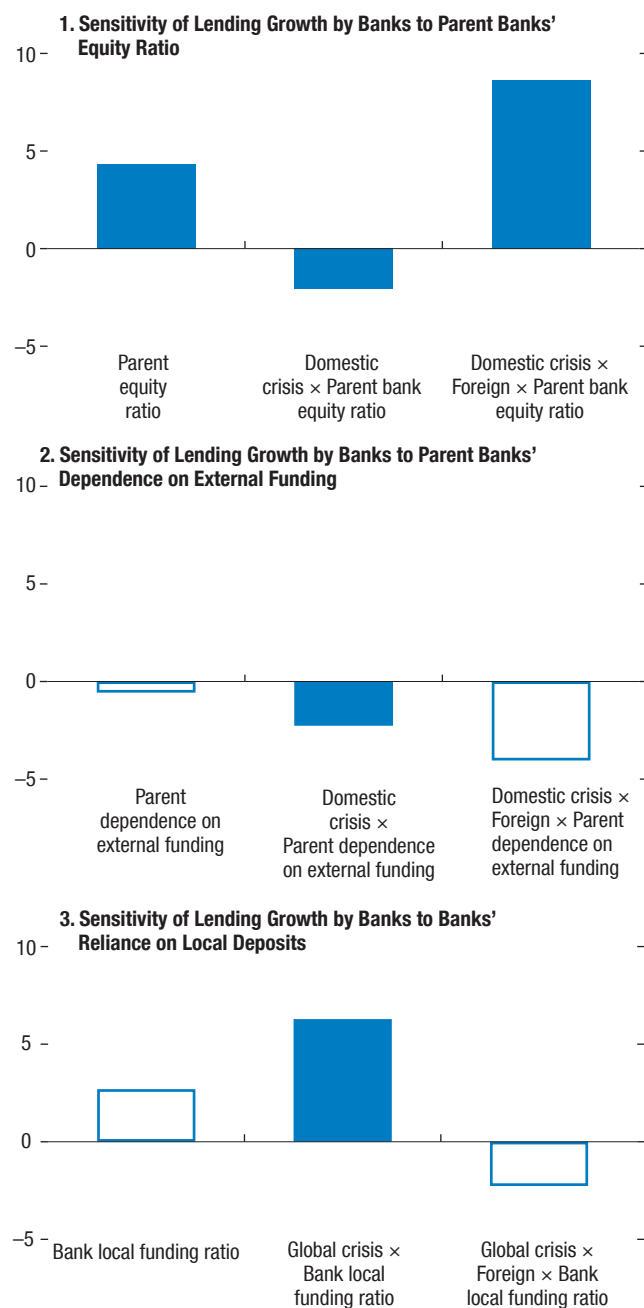 1. Sensitivity of Lending Growth by Banks to Parent Banks’
Equity Ratio
10
5
0
–5
Parent
equity
ratio
Domestic
crisis × Parent bank
equity ratio
Domestic crisis ×
Foreign × Parent bank
equity ratio
2. Sensitivity of Lending Growth by Banks to Parent Banks’
Dependence on External Funding
10
5
0
–5
Parent
dependence on
external funding
Domestic
crisis ×
Parent dependence
on external funding
Domestic crisis ×
Foreign × Parent
dependence on
external funding
3. Sensitivity of Lending Growth by Banks to Banks’
Reliance on Local Deposits
10
5
0
–5
Bank local funding ratio
Global crisis ×
Bank local
funding ratio
Global crisis ×
Foreign × Bank
local funding ratio